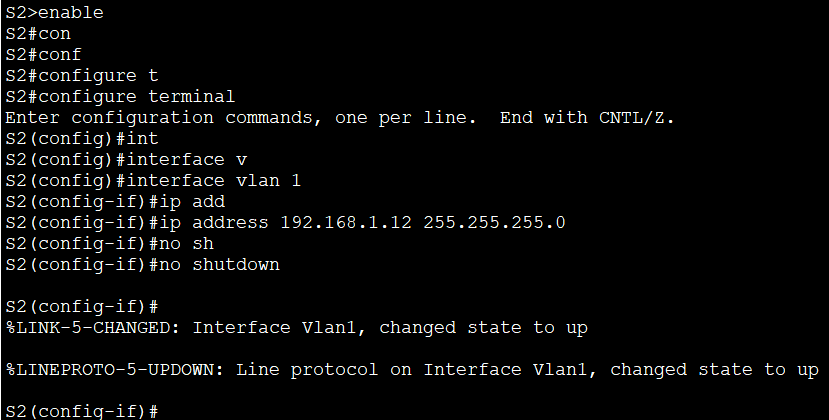 S2>enable
S2#con
S2#conf
S2#configure t
S2#configure terminal
Enter configuration commands, one per line.  End with CNTL/Z.
S2(config)#int
S2(config)#interface v
S2(config)#interface vlan 1
S2(config-if)#ip add
S2(config-if)#ip address 192.168.1.12 255.255.255.0
S2(config-if)#no sh
S2(config-if)#no shutdown
S2(config-if)#
%LINK-5-CHANGED: Interface Vlan1, changed state to up
%LINEPROTO-5-UPDOWN: Line protocol on Interface Vlan1, changed state to up
S2(config-if)#